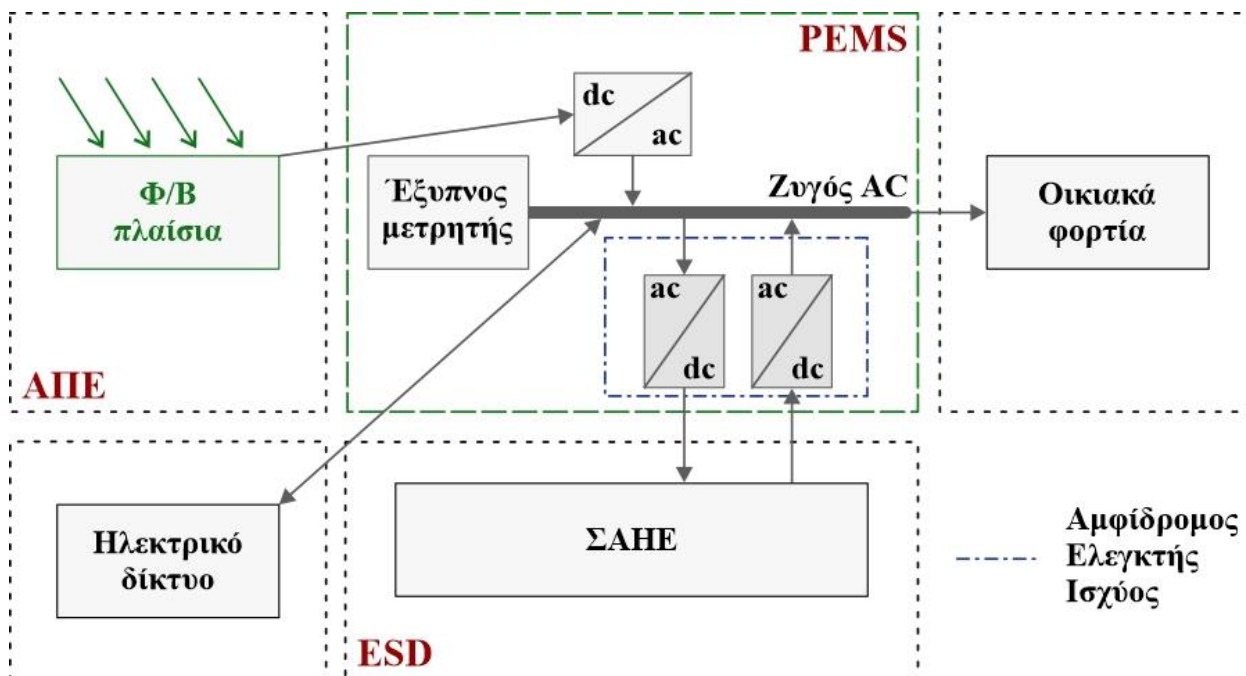 PEMS
dc
ac
Φ/Β
πλαίσια
Έξυπνος
μετρητής
Ζυγός AC
Οικιακά
φορτία
ac
dc
ac
dc
ΑΠΕ
Ηλεκτρικό
δίκτυο
ΣΑΗΕ
ESD
Αμφίδρομος
Ελεγκτής
Ισχύος